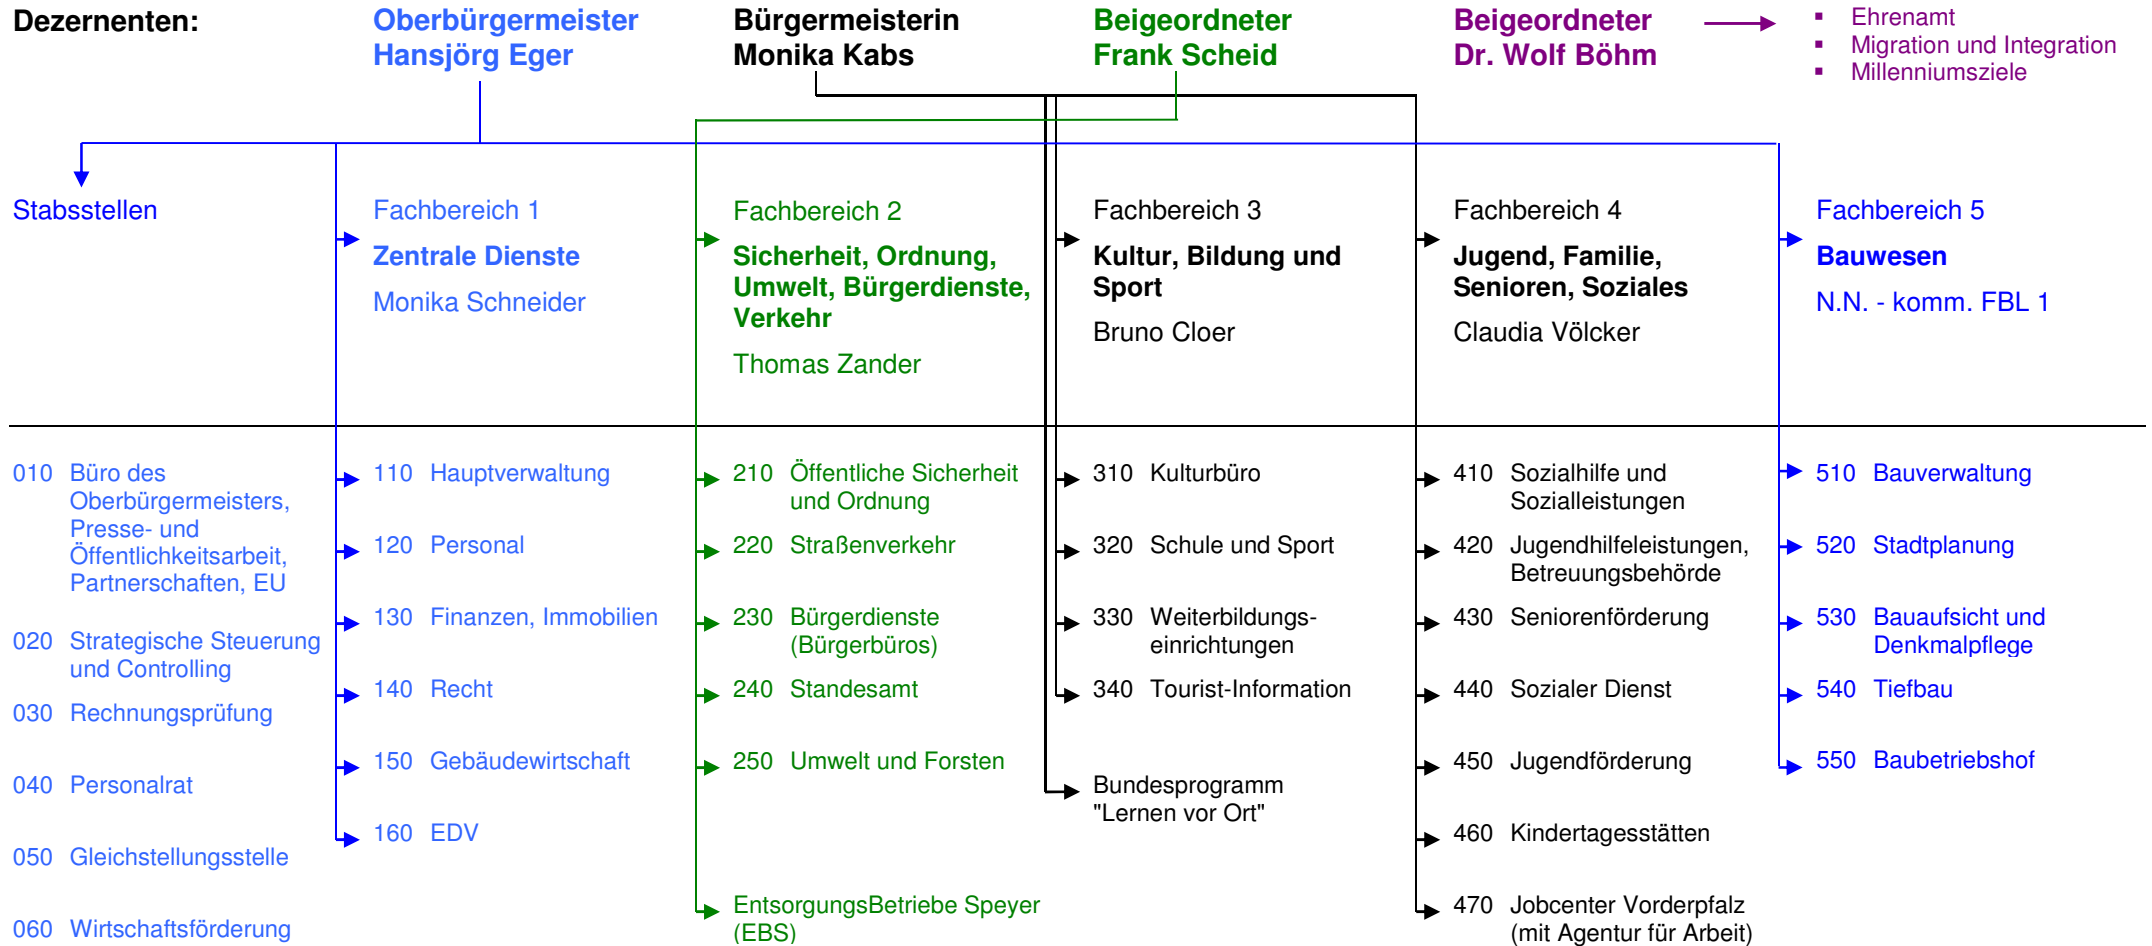 Dezernenten:
Oberbürgermeister
Hansjörg Eger
Bürgermeisterin
Monika Kabs
Beigeordneter
Frank Scheid
Beigeordneter
Dr. Wolf Böhm
▪ Ehrenamt
▪ Migration und Integration
▪ Millenniumsziele
Stabsstellen
Fachbereich 1
Zentrale Dienste
Monika Schneider
Fachbereich 2
Sicherheit, Ordnung,
Umwelt, Bürgerdienste,
Verkehr
Thomas Zander
Fachbereich 3
Kultur, Bildung und
Sport
Bruno Cloer
Fachbereich 4
Jugend, Familie,
Senioren, Soziales
Claudia Völcker
Fachbereich 5
Bauwesen
N.N. - komm. FBL 1
010 Büro des
Oberbürgermeisters,
Presse- und
Öffentlichkeitsarbeit,
Partnerschaften, EU
020 Strategische Steuerung
und Controlling
030 Rechnungsprüfung
040 Personalrat
050 Gleichstellungsstelle
060 Wirtschaftsförderung
110 Hauptverwaltung
120 Personal
130 Finanzen, Immobilien
140 Recht
150 Gebäudewirtschaft
160 EDV
210 Öffentliche Sicherheit
und Ordnung
220 Straßenverkehr
230 Bürgerdienste
(Bürgerbüros)
240 Standesamt
250 Umwelt und Forsten
EntsorgungsBetriebe Speyer
(EBS)
310 Kulturbüro
320 Schule und Sport
330 Weiterbildungs-
einrichtungen
340 Tourist-Information
Bundesprogramm
"Lernen vor Ort"
410 Sozialhilfe und
Sozialleistungen
420 Jugendhilfeleistungen,
Betreuungsbehörde
430 Seniorenförderung
440 Sozialer Dienst
450 Jugendförderung
460 Kindertagesstätten
470 Jobcenter Vorderpfalz
(mit Agentur für Arbeit)
510 Bauverwaltung
520 Stadtplanung
530 Bauaufsicht und
Denkmalpflege
540 Tiefbau
550 Baubetriebshof